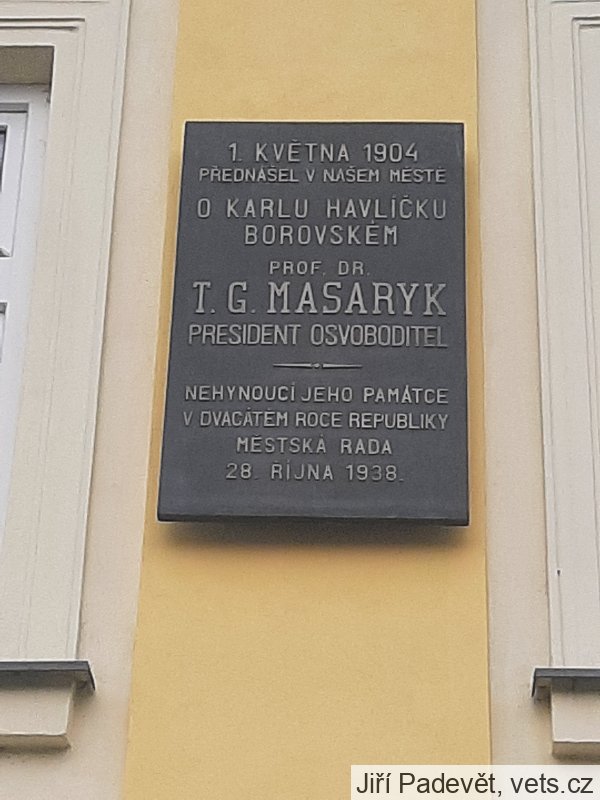 1. KVĚTNA 1904
PŘEDNÁŠEL V NAŠEM MĚSTĚ
O KARLU HAVLÍČKU
BOROVSKÉM
PROF. DR.
T. G. MASARYK
PRESIDENT OSVOBODITEL
NEHYNOUCÍ JEHO PAMÁTCE
V DVACÁTÉM ROCE REPUBLIKY
MĚSTSKÁ RADA
28. ŘÍJNA 1938.
Jiří Padevět, vets.cz